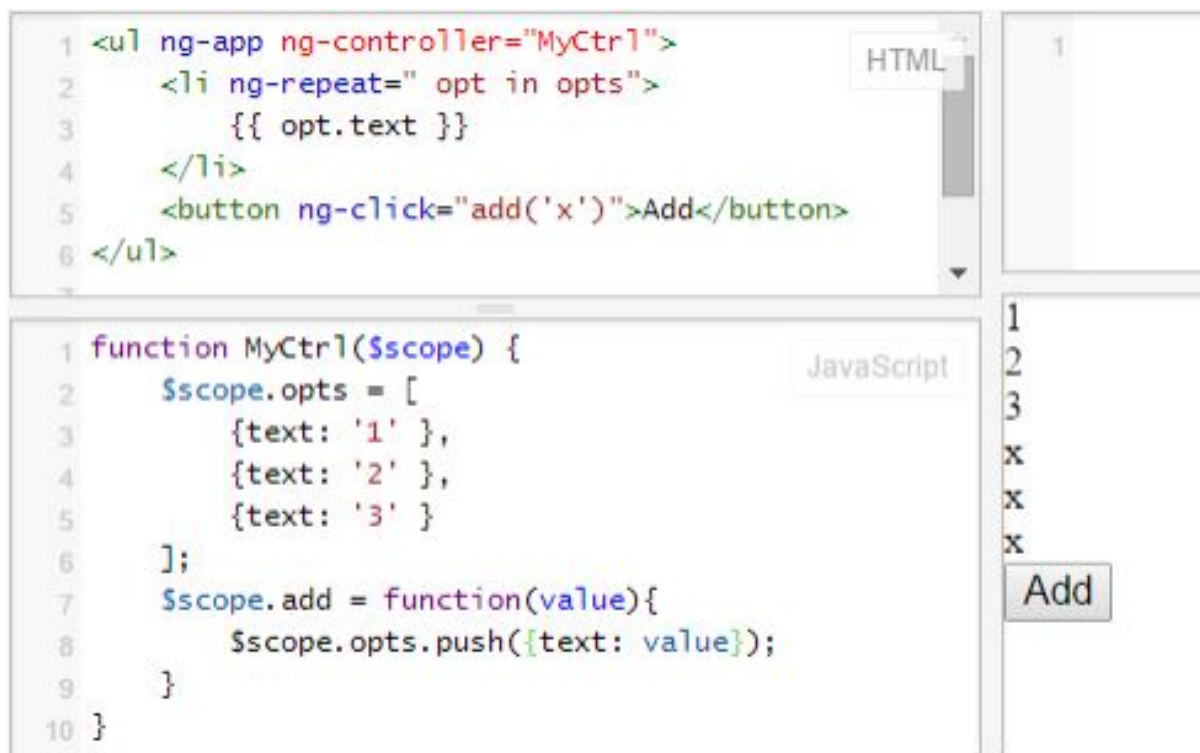 1 <ul ng-app ng-controller="MyCtrl">
2     <li ng-repeat=" opt in opts">
3         {{ opt.text }}
4     </li>
5     <button ng-click="add('x')">Add</button>
6 </ul>
7
HTML
1
1 function MyCtrl($scope) {
2     $scope.opts = [
3         {text: '1' },
4         {text: '2' },
5         {text: '3' }
6     ];
7     $scope.add = function(value){
8         $scope.opts.push({text: value});
9     }
10 }
JavaScript
1
2
3
x
x
x
Add